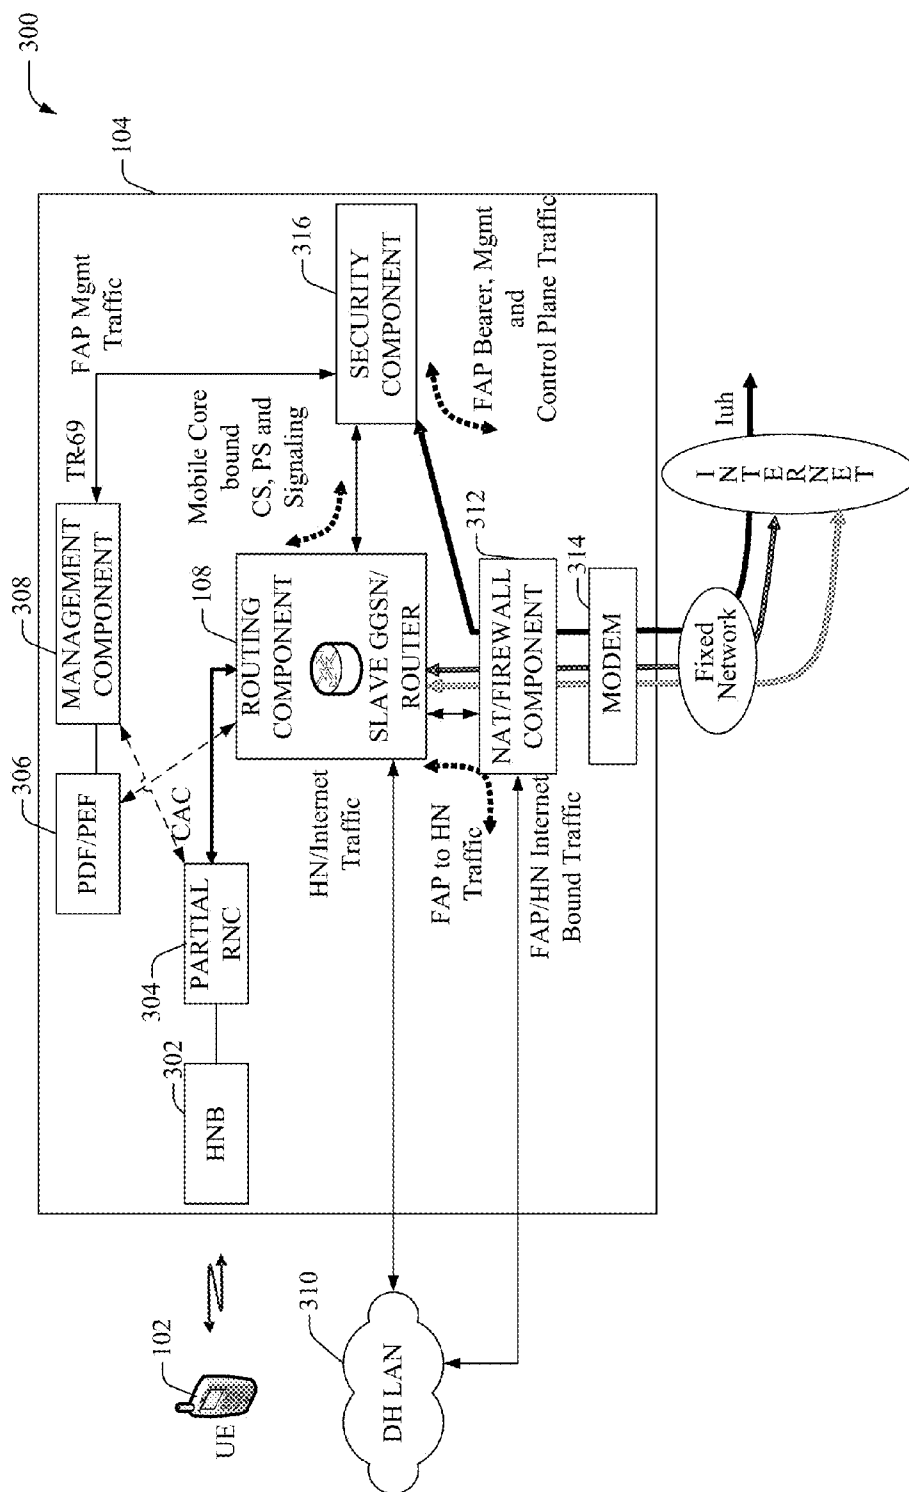 300
104
FAP Mgmt
Traffic
TR-69
308
MANAGEMENT
COMPONENT
306
PDF/PEF
CAC
304
PARTIAL
RNC
302
HNB
102
UE
316
SECURITY
COMPONENT
Mobile Core
bound
CS, PS and
Signaling
108
ROUTING
COMPONENT
SLAVE GGSN/
ROUTER
HN/Internet
Traffic
FAP to HN
Traffic
FAP/HN Internet
Bound Traffic
310
DH LAN
FAP Bearer, Mgmt
and
Control Plane Traffic
312
NAT/FIREWALL
COMPONENT
314
MODEM
Fixed
Network
INTERNET
Iuh